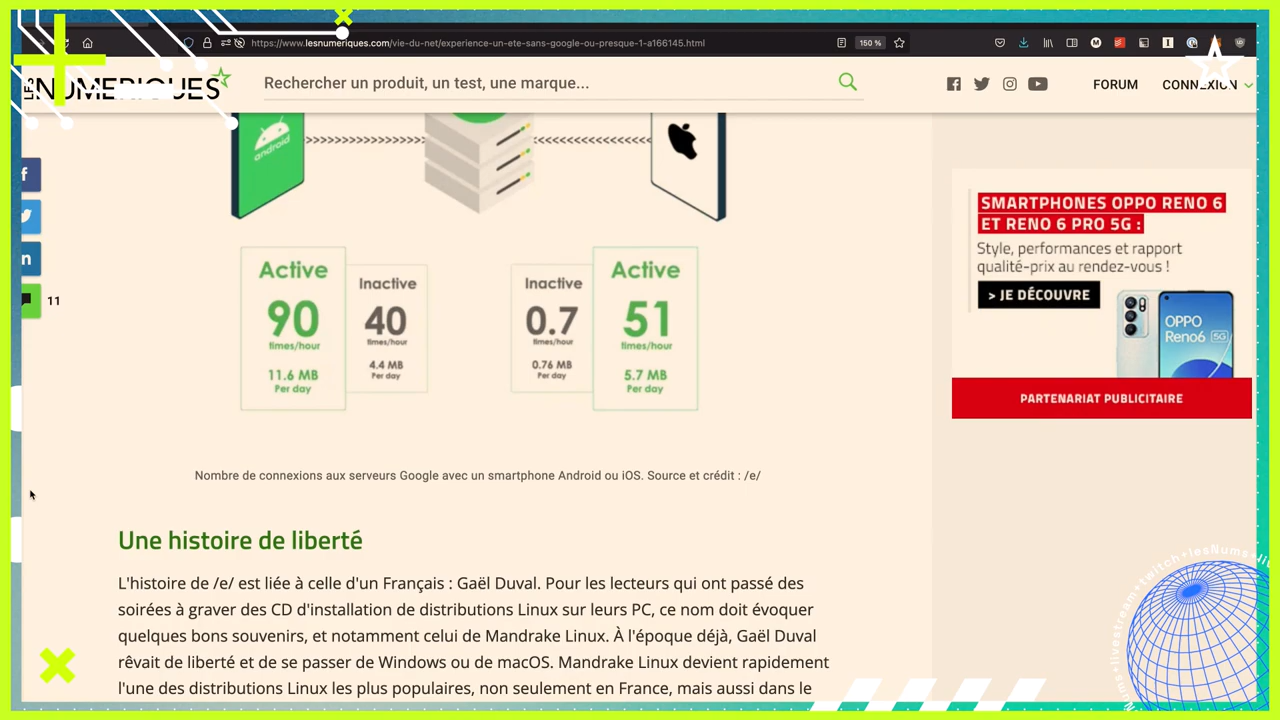 https://www.lesnumeriques.com/vie-du-net/experience-un-ete-sans-google-ou-presque-1-a166145.html
150 %
LES NUMERIQUES
Rechercher un produit, un test, une marque...
FORUM
CONNEXION
android
11
Active
90
times/hour
11.6 MB
Per day
Inactive
40
times/hour
4.4 MB
Per day
Inactive
0.7
times/hour
0.76 MB
Per day
Active
51
times/hour
5.7 MB
Per day
Nombre de connexions aux serveurs Google avec un smartphone Android ou iOS. Source et crédit : /e/
Une histoire de liberté
L'histoire de /e/ est liée à celle d'un Français : Gaël Duval. Pour les lecteurs qui ont passé des
soirées à graver des CD d'installation de distributions Linux sur leurs PC, ce nom doit évoquer
quelques bons souvenirs, et notamment celui de Mandrake Linux. À l'époque déjà, Gaël Duval
rêvait de liberté et de se passer de Windows ou de macOS. Mandrake Linux devient rapidement
l'une des distributions Linux les plus populaires, non seulement en France, mais aussi dans le
SMARTPHONES OPPO RENO 6
ET RENO 6 PRO 5G :
Style, performances et rapport
qualité-prix au rendez-vous !
> JE DÉCOUVRE
OPPO
Reno6 5G
PARTENARIAT PUBLICITAIRE
Nums•livestream•twitch•lesNums•li